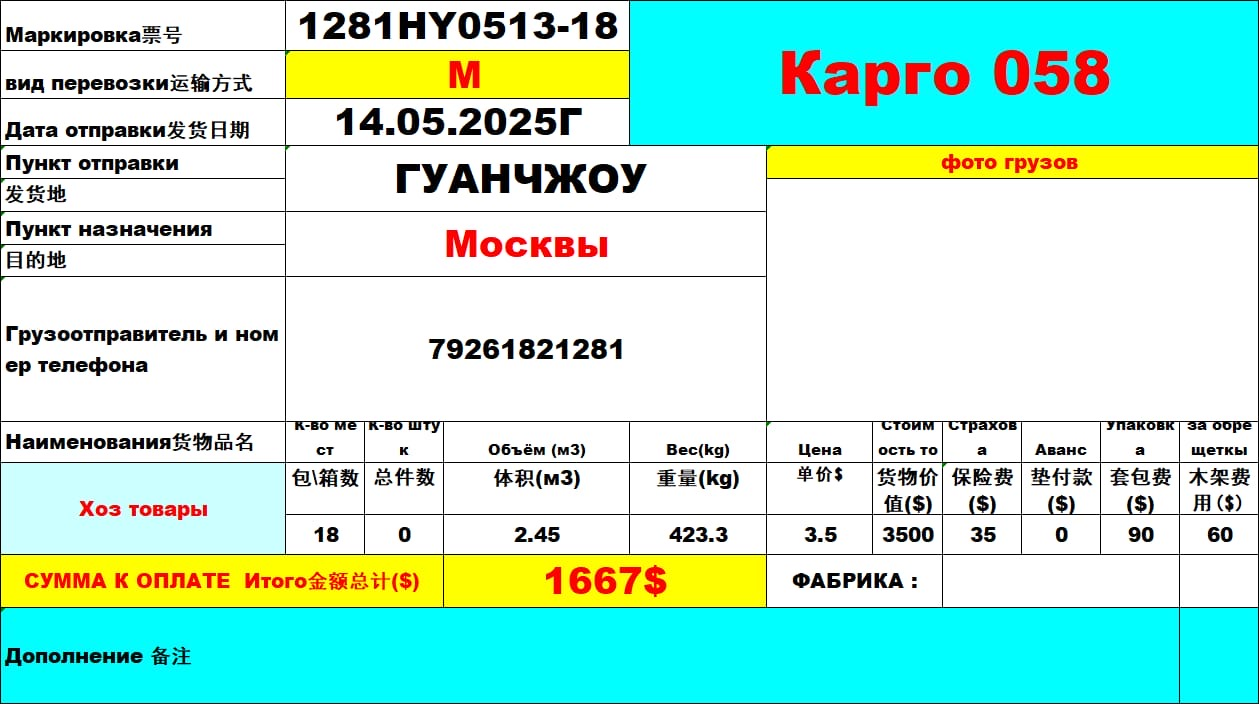 Маркировка票号
1281HY0513-18
Карго 058
вид перевозки运输方式
М
Дата отправки发货日期
14.05.2025Г
Пункт отправки
发货地
ГУАНЧЖОУ
фото грузов
Пункт назначения
目的地
Москвы
Грузоотправитель и ном
ер телефона
79261821281
Наименования货物品名
К-во ме
ст
К-во шту
к
Объём (м3)
Вес(kg)
Цена
Стоим
ость то
Страхов
а
Аванс
Упаковк
а
за обре
щетки
Хоз товары
包\箱数
总件数
体积(м3)
重量(kg)
单价$
货物价
值($)
保险费
($)
垫付款
($)
套包费
($)
木架费
用($)
18
0
2.45
423.3
3.5
3500
35
0
90
60
СУММА К ОПЛАТЕ Итого金额总计($)
1667$
ФАБРИКА :
Дополнение 备注